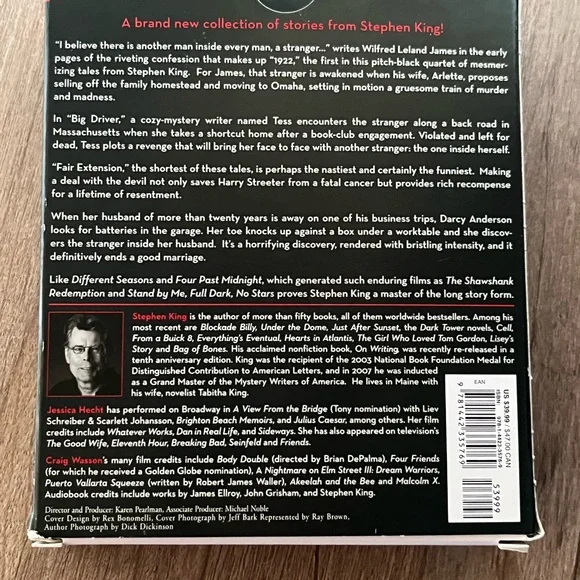 A brand new collection of stories from Stephen King!
“I believe there is another man inside every man, a stranger...” writes Wilfred Leland James in the early
pages of the riveting confession that makes up “1922,” the first in this pitch-black quartet of mesmer-
izing tales from Stephen King. For James, that stranger is awakened when his wife, Arlette, proposes
selling off the family homestead and moving to Omaha, setting in motion a gruesome train of murder
and madness.
In “Big Driver,” a cozy-mystery writer named Tess encounters the stranger along a back road in
Massachusetts when she takes a shortcut home after a book-club engagement. Violated and left for
dead, Tess plots a revenge that will bring her face to face with another stranger: the one inside herself.
“Fair Extension,” the shortest of these tales, is perhaps the nastiest and certainly the funniest. Making
a deal with the devil not only saves Harry Streeter from a fatal cancer but provides rich recompense
for a lifetime of resentment.
When her husband of more than twenty years is away on one of his business trips, Darcy Anderson
looks for batteries in the garage. Her toe knocks up against a box under a worktable and she discov-
ers the stranger inside her husband. It’s a horrifying discovery, rendered with bristling intensity, and it
definitively ends a good marriage.
Like Different Seasons and Four Past Midnight, which generated such enduring films as The Shawshank
Redemption and Stand by Me, Full Dark, No Stars proves Stephen King a master of the long story form.
Stephen King is the author of more than fifty books, all of them worldwide bestsellers. Among his
most recent are Blockade Billy, Under the Dome, Just After Sunset, the Dark Tower novels, Cell,
From a Buick 8, Everything’s Eventual, Hearts in Atlantis, The Girl Who Loved Tom Gordon, Lisey’s
Story and Bag of Bones. His acclaimed nonfiction book, On Writing, was recently re-released in a
tenth anniversary edition. King was the recipient of the 2003 National Book Foundation Medal for
Distinguished Contribution to American Letters, and in 2007 he was inducted
as a Grand Master of the Mystery Writers of America. He lives in Maine with
his wife, novelist Tabitha King.
Jessica Hecht has performed on Broadway in A View From the Bridge (Tony nomination) with Liev
Schreiber & Scarlett Johansson, Brighton Beach Memoirs, and Julius Caesar, among others. Her film
credits include Whatever Works, Dan in Real Life, and Sideways. She has also appeared on television’s
The Good Wife, Eleventh Hour, Breaking Bad, Seinfeld and Friends.
Craig Wasson’s many film credits include Body Double (directed by Brian DePalma), Four Friends
(for which he received a Golden Globe nomination), A Nightmare on Elm Street III: Dream Warriors,
Puerto Vallarta Squeeze (written by Robert James Waller), Akeelah and the Bee and Malcolm X.
Audiobook credits include works by James Ellroy, John Grisham, and Stephen King.
Director and Producer: Karen Pearlman, Associate Producer: Michael Noble
Cover Design by Rex Bonomelli, Cover Photography by Jeff Bark Represented by Ray Brown,
Author Photography by Dick Dickinson
EAN
US $39.99 / $47.00 CAN
ISBN 978-1-4423-3576-9
9 781442 335769
53999